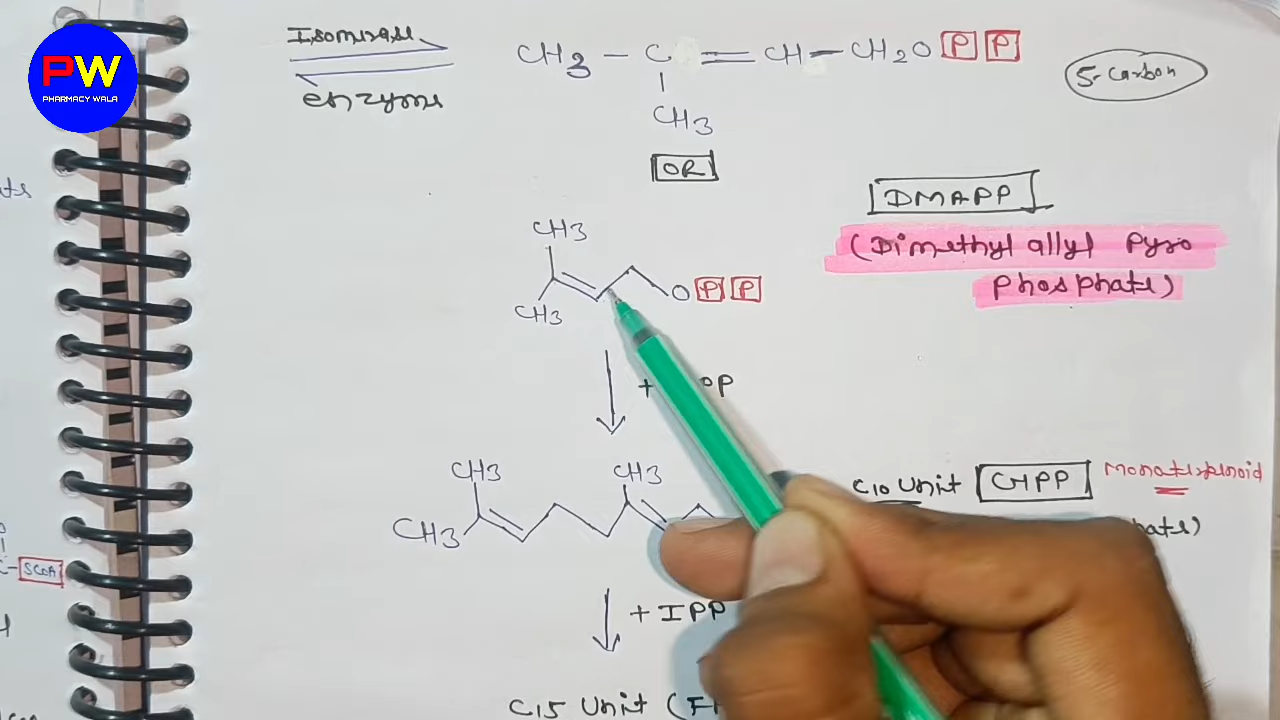 PW
PHARMACY WALA
Isomerase
enzyme
CH3 - C = CH - CH2O P P
CH3
OR
5-Carbon
DMAPP
(Dimethyl allyl Pyro
Phosphate)
CH3
CH3
O P P
+
CH3
CH3
CH3
C10 Unit GPP Monoterpenoid
SCoA
+ IPP
C15 Unit